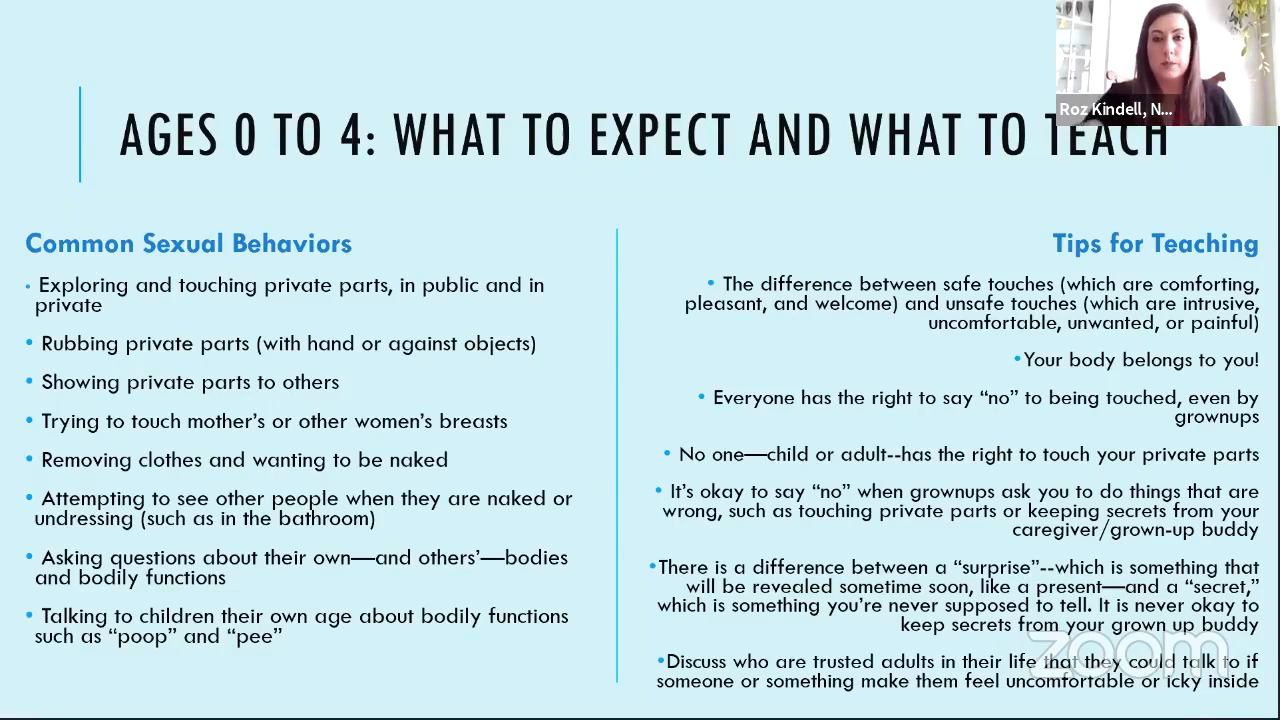 Roz Kindell, N...
AGES 0 TO 4: WHAT TO EXPECT AND WHAT TO TEACH
Common Sexual Behaviors
• Exploring and touching private parts, in public and in
private
• Rubbing private parts (with hand or against objects)
• Showing private parts to others
• Trying to touch mother's or other women's breasts
• Removing clothes and wanting to be naked
• Attempting to see other people when they are naked or
undressing (such as in the bathroom)
• Asking questions about their own—and others'—bodies
and bodily functions
• Talking to children their own age about bodily functions
such as “poop” and “pee”
Tips for Teaching
• The difference between safe touches (which are comforting,
pleasant, and welcome) and unsafe touches (which are intrusive,
uncomfortable, unwanted, or painful)
•Your body belongs to you!
• Everyone has the right to say “no” to being touched, even by
grownups
• No one—child or adult--has the right to touch your private parts
• It's okay to say “no” when grownups ask you to do things that are
wrong, such as touching private parts or keeping secrets from your
caregiver/grown-up buddy
•There is a difference between a “surprise”--which is something that
will be revealed sometime soon, like a present—and a “secret,”
which is something you're never supposed to tell. It is never okay to
keep secrets from your grown up buddy
•Discuss who are trusted adults in their life that they could talk to if
someone or something make them feel uncomfortable or icky inside
zoom